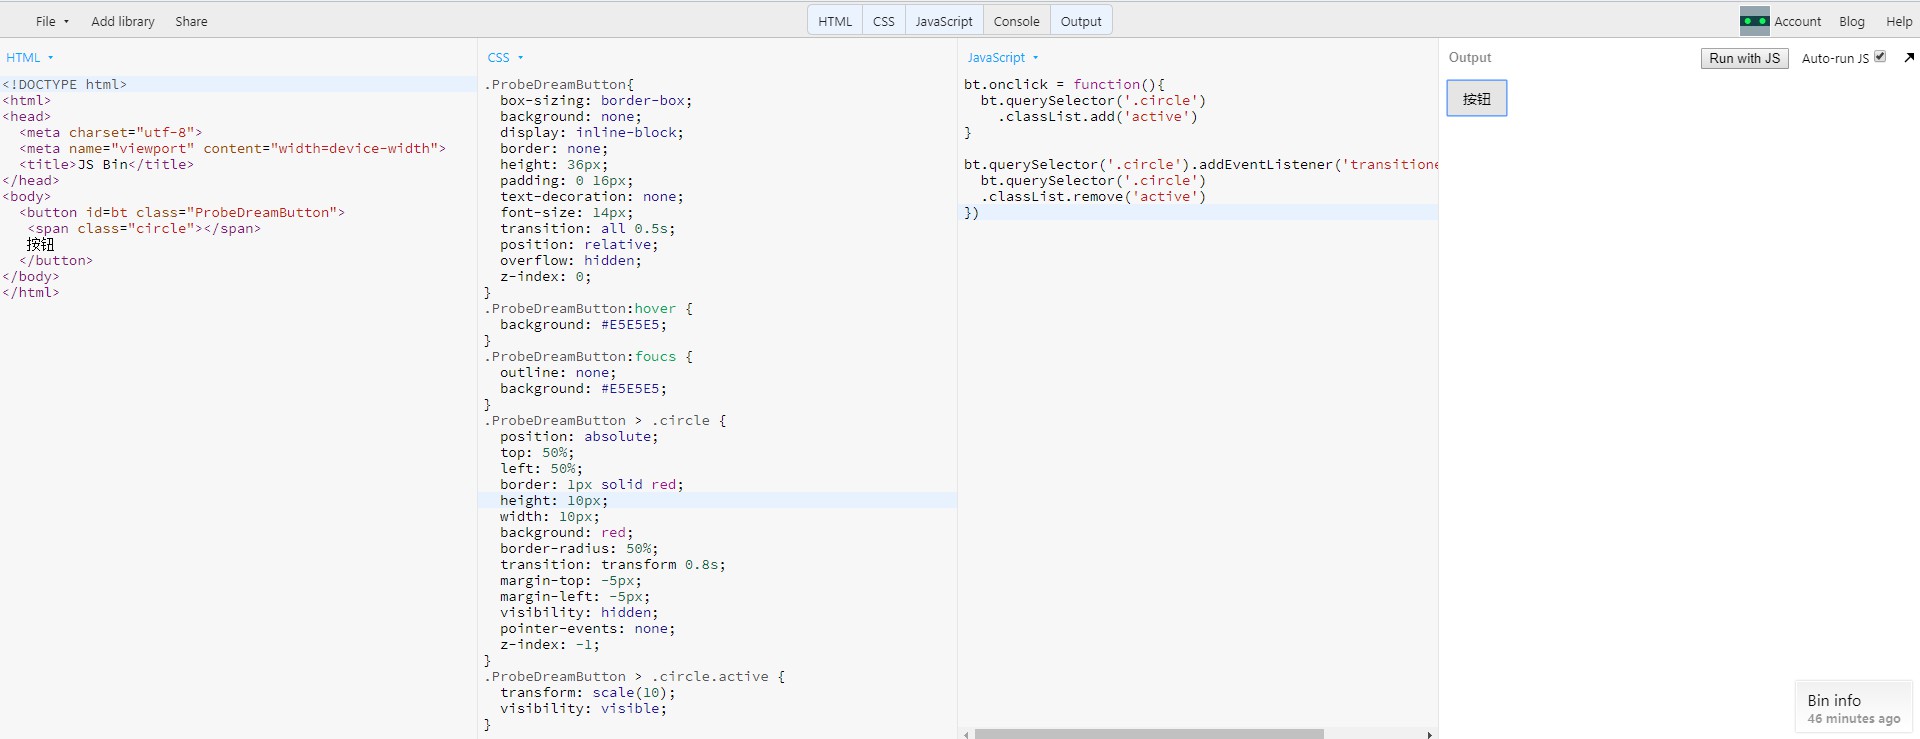 File ▾ Add library Share HTML CSS JavaScript Console Output Account Blog Help
HTML ▾
<!DOCTYPE html>
<html>
<head>
  <meta charset="utf-8">
  <meta name="viewport" content="width=device-width">
  <title>JS Bin</title>
</head>
<body>
  <button id=bt class="ProbeDreamButton">
   <span class="circle"></span>
   按钮
  </button>
</body>
</html>
CSS ▾
.ProbeDreamButton{
  box-sizing: border-box;
  background: none;
  display: inline-block;
  border: none;
  height: 36px;
  padding: 0 16px;
  text-decoration: none;
  font-size: 14px;
  transition: all 0.5s;
  position: relative;
  overflow: hidden;
  z-index: 0;
}
.ProbeDreamButton:hover {
  background: #E5E5E5;
}
.ProbeDreamButton:foucs {
  outline: none;
  background: #E5E5E5;
}
.ProbeDreamButton > .circle {
  position: absolute;
  top: 50%;
  left: 50%;
  border: 1px solid red;
  height: 10px;
  width: 10px;
  background: red;
  border-radius: 50%;
  transition: transform 0.8s;
  margin-top: -5px;
  margin-left: -5px;
  visibility: hidden;
  pointer-events: none;
  z-index: -1;
}
.ProbeDreamButton > .circle.active {
  transform: scale(10);
  visibility: visible;
}
JavaScript ▾
bt.onclick = function(){
  bt.querySelector('.circle')
    .classList.add('active')
}
bt.querySelector('.circle').addEventListener('transitione
  bt.querySelector('.circle')
  .classList.remove('active')
})
Output Run with JS Auto-run JS
按钮
Bin info
46 minutes ago